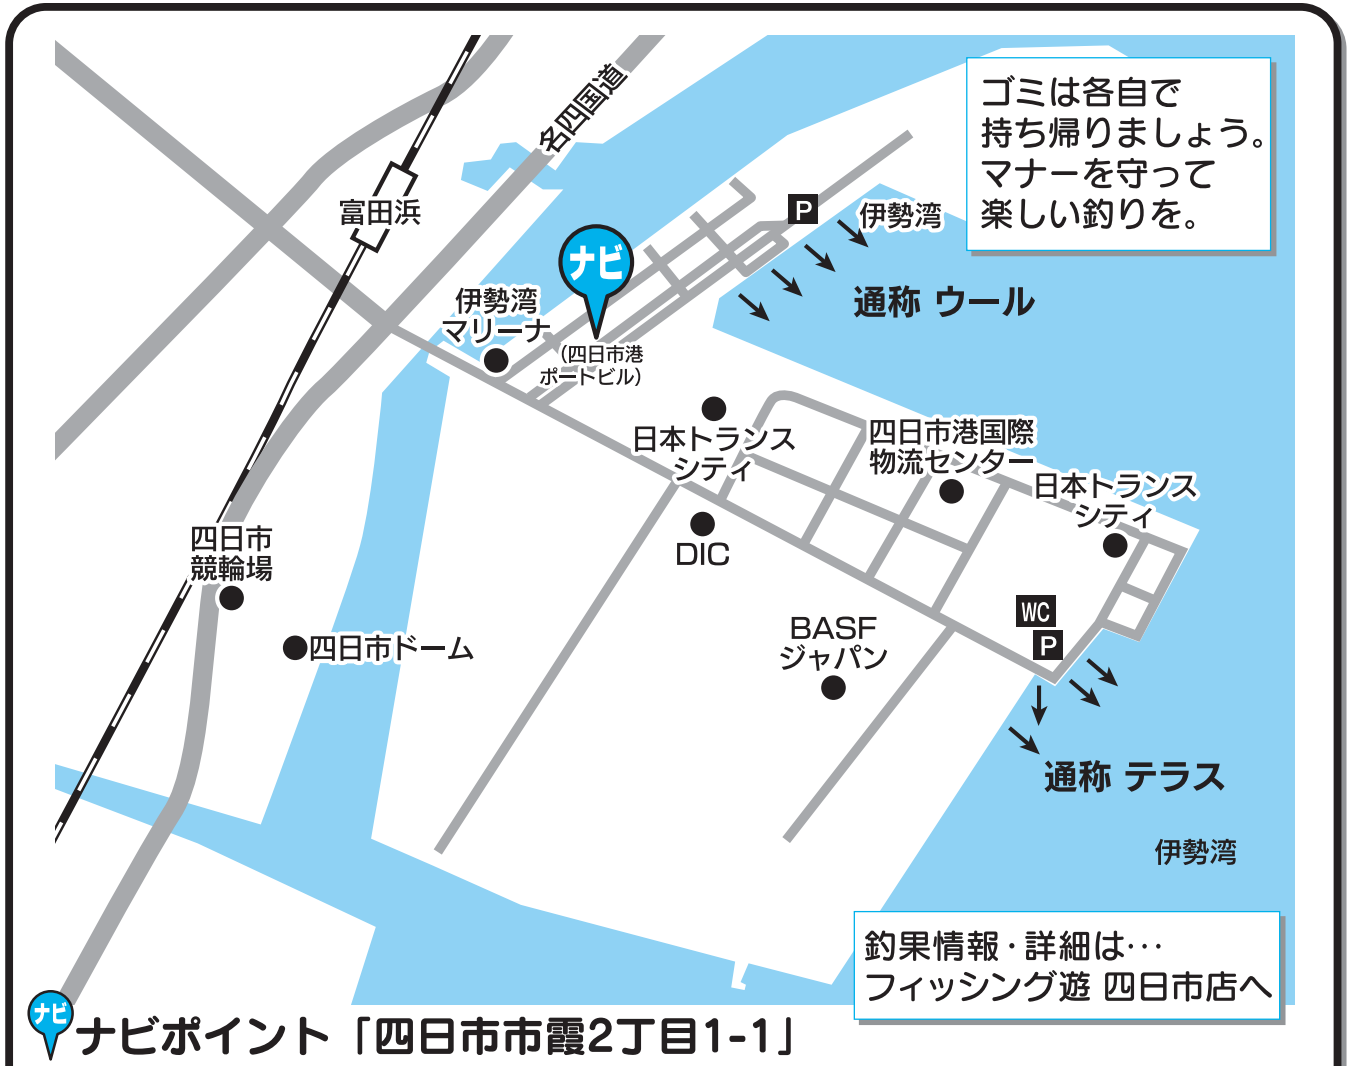 ゴミは各自で
持ち帰りましょう。
マナーを守って
楽しい釣りを。
名四国道
富田浜
P
伊勢湾
ナビ
通称 ウール
伊勢湾
マリーナ
(四日市港
ポートビル)
日本トランス
シティ
四日市港国際
物流センター
日本トランス
シティ
四日市
競輪場
DIC
WC
P
BASF
ジャパン
四日市ドーム
通称 テラス
伊勢湾
釣果情報・詳細は…
フィッシング遊 四日市店へ
ナビ
ナビポイント「四日市市霞2丁目1-1」